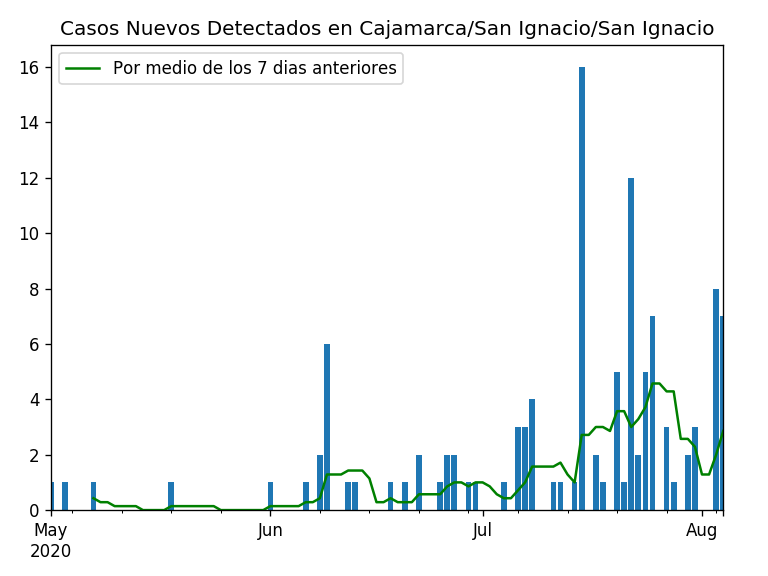 Casos Nuevos Detectados en Cajamarca/San Ignacio/San Ignacio
Por medio de los 7 dias anteriores
16
14
12
10
8
6
4
2
0
May
2020
Jun
Jul
Aug